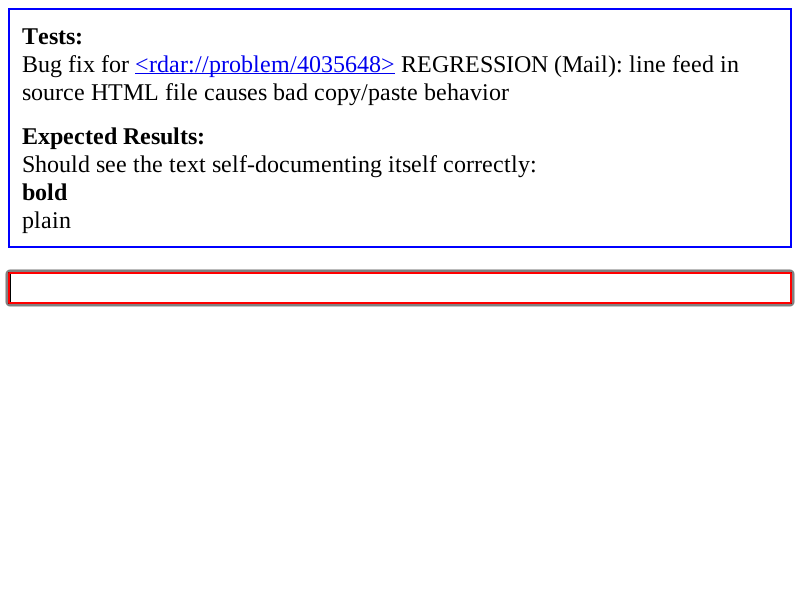 Tests:
Bug fix for <rdar://problem/4035648> REGRESSION (Mail): line feed in
source HTML file causes bad copy/paste behavior
Expected Results:
Should see the text self-documenting itself correctly:
bold
plain